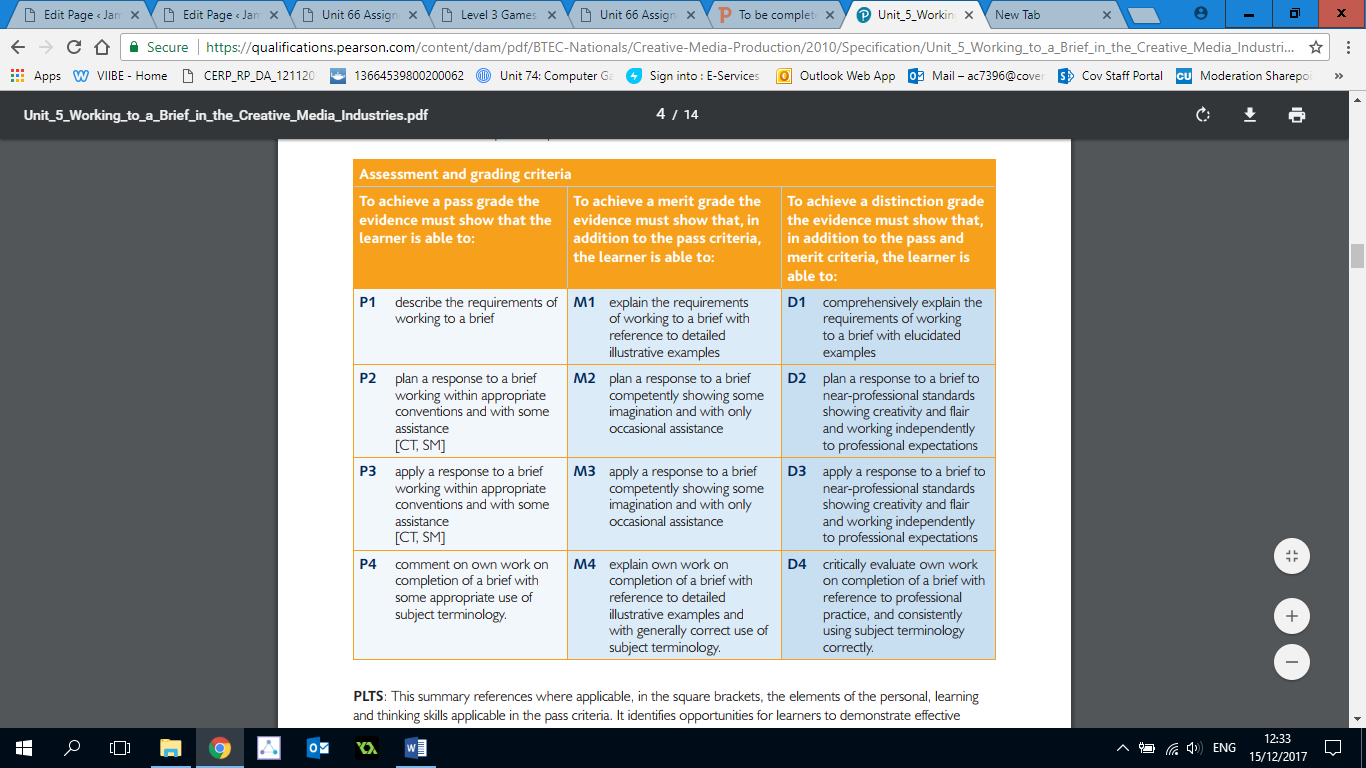 Edit Page ‹ Jam
Edit Page ‹ Jam
Unit 66 Assign
Level 3 Games
Unit 66 Assign
To be complet
Unit_5_Workin
New Tab
Secure
https://qualifications.pearson.com/content/dam/pdf/BTEC-Nationals/Creative-Media-Production/2010/Specification/Unit_5_Working_to_a_Brief_in_the_Creative_Media_Industri...
Apps
VIIBE - Home
CERP_RP_DA_121120
13664539800200062
Unit 74: Computer Ga
Sign into : E-Services
Outlook Web App
Mail – ac7396@cover
Cov Staff Portal
Moderation Sharepoi
»
Unit_5_Working_to_a_Brief_in_the_Creative_Media_Industries.pdf
4 / 14
Assessment and grading criteria
To achieve a pass grade the
evidence must show that the
learner is able to:
To achieve a merit grade the
evidence must show that, in
addition to the pass criteria,
the learner is able to:
To achieve a distinction grade
the evidence must show that,
in addition to the pass and
merit criteria, the learner is
able to:
P1 describe the requirements of
working to a brief
M1 explain the requirements
of working to a brief with
reference to detailed
illustrative examples
D1 comprehensively explain the
requirements of working
to a brief with elucidated
examples
P2 plan a response to a brief
working within appropriate
conventions and with some
assistance
[CT, SM]
M2 plan a response to a brief
competently showing some
imagination and with only
occasional assistance
D2 plan a response to a brief to
near-professional standards
showing creativity and flair
and working independently
to professional expectations
P3 apply a response to a brief
working within appropriate
conventions and with some
assistance
[CT, SM]
M3 apply a response to a brief
competently showing some
imagination and with only
occasional assistance
D3 apply a response to a brief to
near-professional standards
showing creativity and flair
and working independently
to professional expectations
P4 comment on own work on
completion of a brief with
some appropriate use of
subject terminology.
M4 explain own work on
completion of a brief with
reference to detailed
illustrative examples and
with generally correct use of
subject terminology.
D4 critically evaluate own work
on completion of a brief with
reference to professional
practice, and consistently
using subject terminology
correctly.
PLTS: This summary references where applicable, in the square brackets, the elements of the personal, learning
and thinking skills applicable in the pass criteria. It identifies opportunities for learners to demonstrate effective
ENG
12:33
15/12/2017